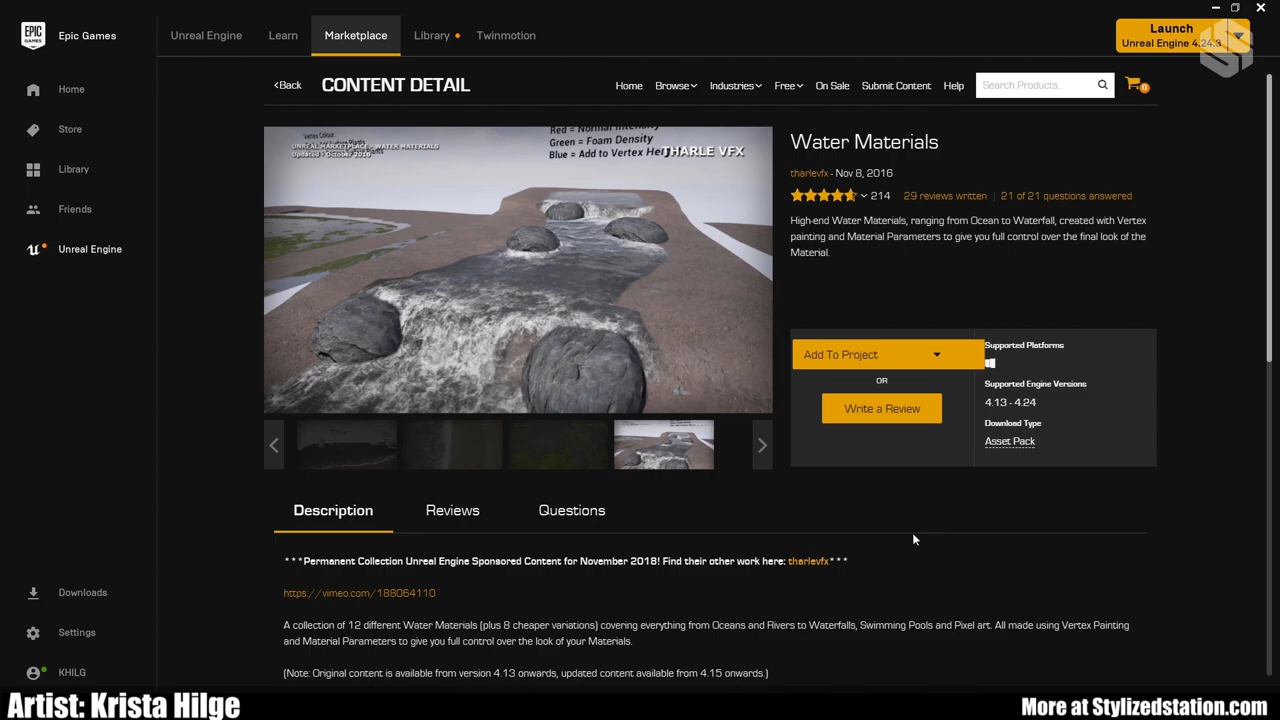 EPIC GAMES
Epic Games
Unreal Engine
Learn
Marketplace
Library
Twinmotion
Launch
Unreal Engine 4.24.3
Home
Store
Library
Friends
Unreal Engine
Downloads
Settings
KHILG
<Back
CONTENT DETAIL
Home
Browse
Industries
Free
On Sale
Submit Content
Help
Search Products..
0
Vertex Colour:
UNREAL MARKETPLACE - WATER MATERIALS
Updated - October 2016
Red = Normal Intensity
Green = Foam Density
Blue = Add to Vertex Hei
THARLE VFX
Water Materials
tharlevfx - Nov 8, 2016
214
29 reviews written
21 of 21 questions answered
High-end Water Materials, ranging from Ocean to Waterfall, created with Vertex
painting and Material Parameters to give you full control over the final look of the
Material.
Add To Project
OR
Write a Review
Supported Platforms
Supported Engine Versions
4.13 - 4.24
Download Type
Asset Pack
Description
Reviews
Questions
***Permanent Collection Unreal Engine Sponsored Content for November 2018! Find their other work here: tharlevfx***
https://vimeo.com/188064110
A collection of 12 different Water Materials (plus 8 cheaper variations) covering everything from Oceans and Rivers to Waterfalls, Swimming Pools and Pixel art. All made using Vertex Painting
and Material Parameters to give you full control over the look of your Materials.
(Note: Original content is available from version 4.13 onwards, updated content available from 4.15 onwards.)
Artist: Krista Hilge
More at Stylizedstation.com